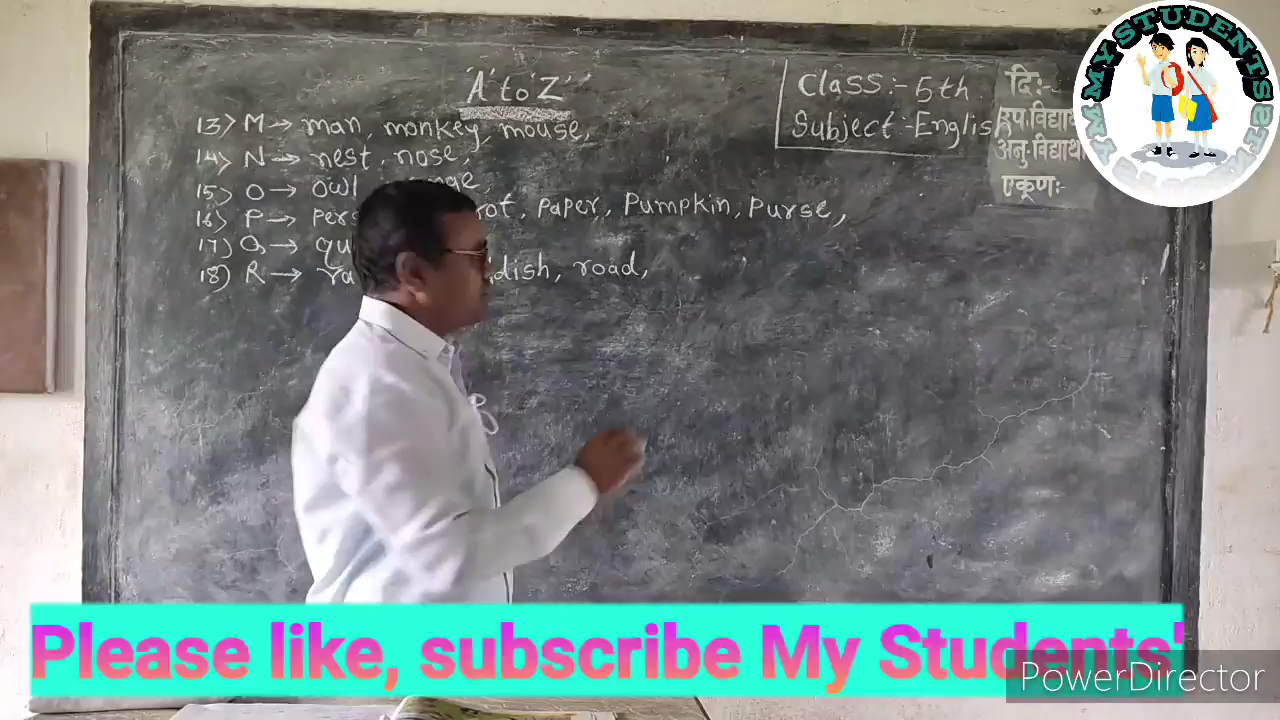 'A' to 'Z'
Class :- 5th
Subject :- English
13) M → man, monkey, mouse,
14) N → nest, nose,
15) O → owl
16) P → paper, pumpkin, purse,
17) Q →
18) R → road,
दि:-
एकूण:-
MY STUDENTS
Please like, subscribe My Students'
PowerDirector